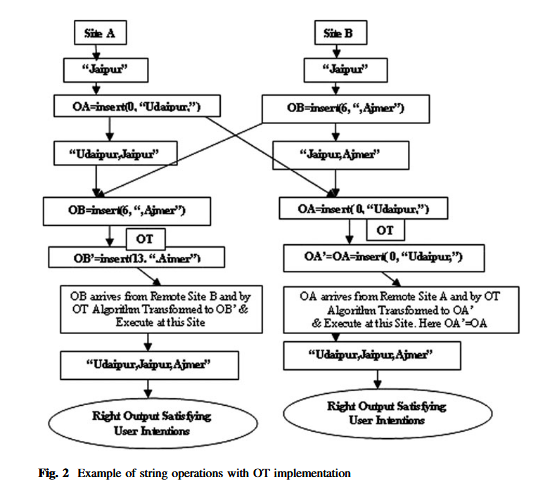 Site A
"Jaipur"
OA=insert(0, "Udaipur,")
"Udaipur,Jaipur"
OB=insert(6, ",Ajmer")
OT
OB'=insert(13. ",Ajmer")
OB arrives from Remote Site B and by
OT Algorithm Transformed to OB' &
Execute at this Site
"Udaipur,Jaipur,Ajmer"
Right Output Satisfying
User Intentions
Site B
"Jaipur"
OB=insert(6, ",Ajmer")
"Jaipur,Ajmer"
OA=insert( 0, "Udaipur,")
OT
OA'=OA=insert( 0, "Udaipur,")
OA arrives from Remote Site A and by OT
Algorithm Transformed to OA'
& Execute at this Site. Here OA'=OA
"Udaipur,Jaipur,Ajmer"
Right Output Satisfying
User Intentions
Fig. 2 Example of string operations with OT implementation